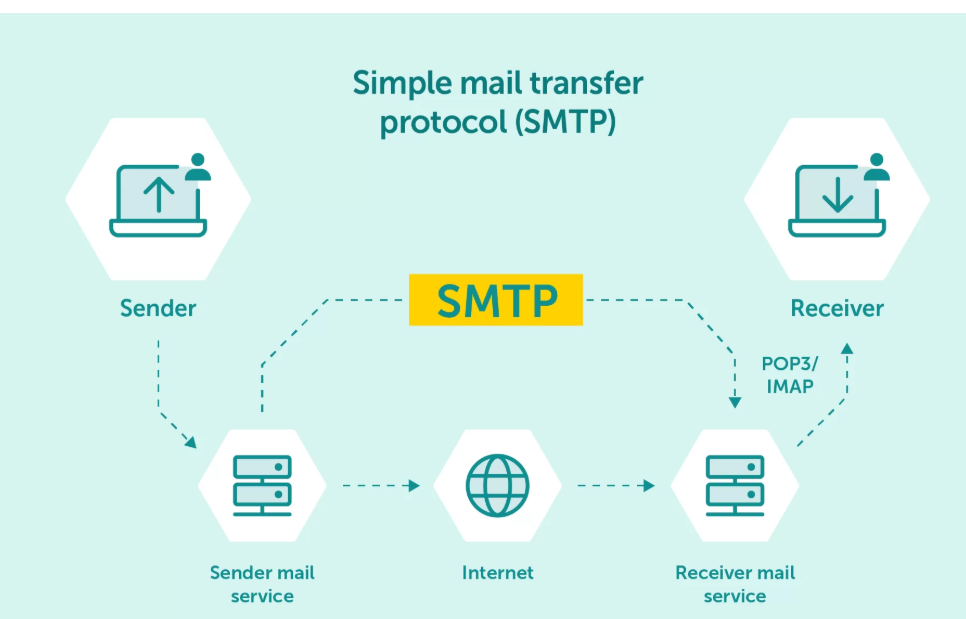 Simple mail transfer
protocol (SMTP)
SMTP
Sender
Receiver
POP3/
IMAP
Sender mail
service
Internet
Receiver mail
service